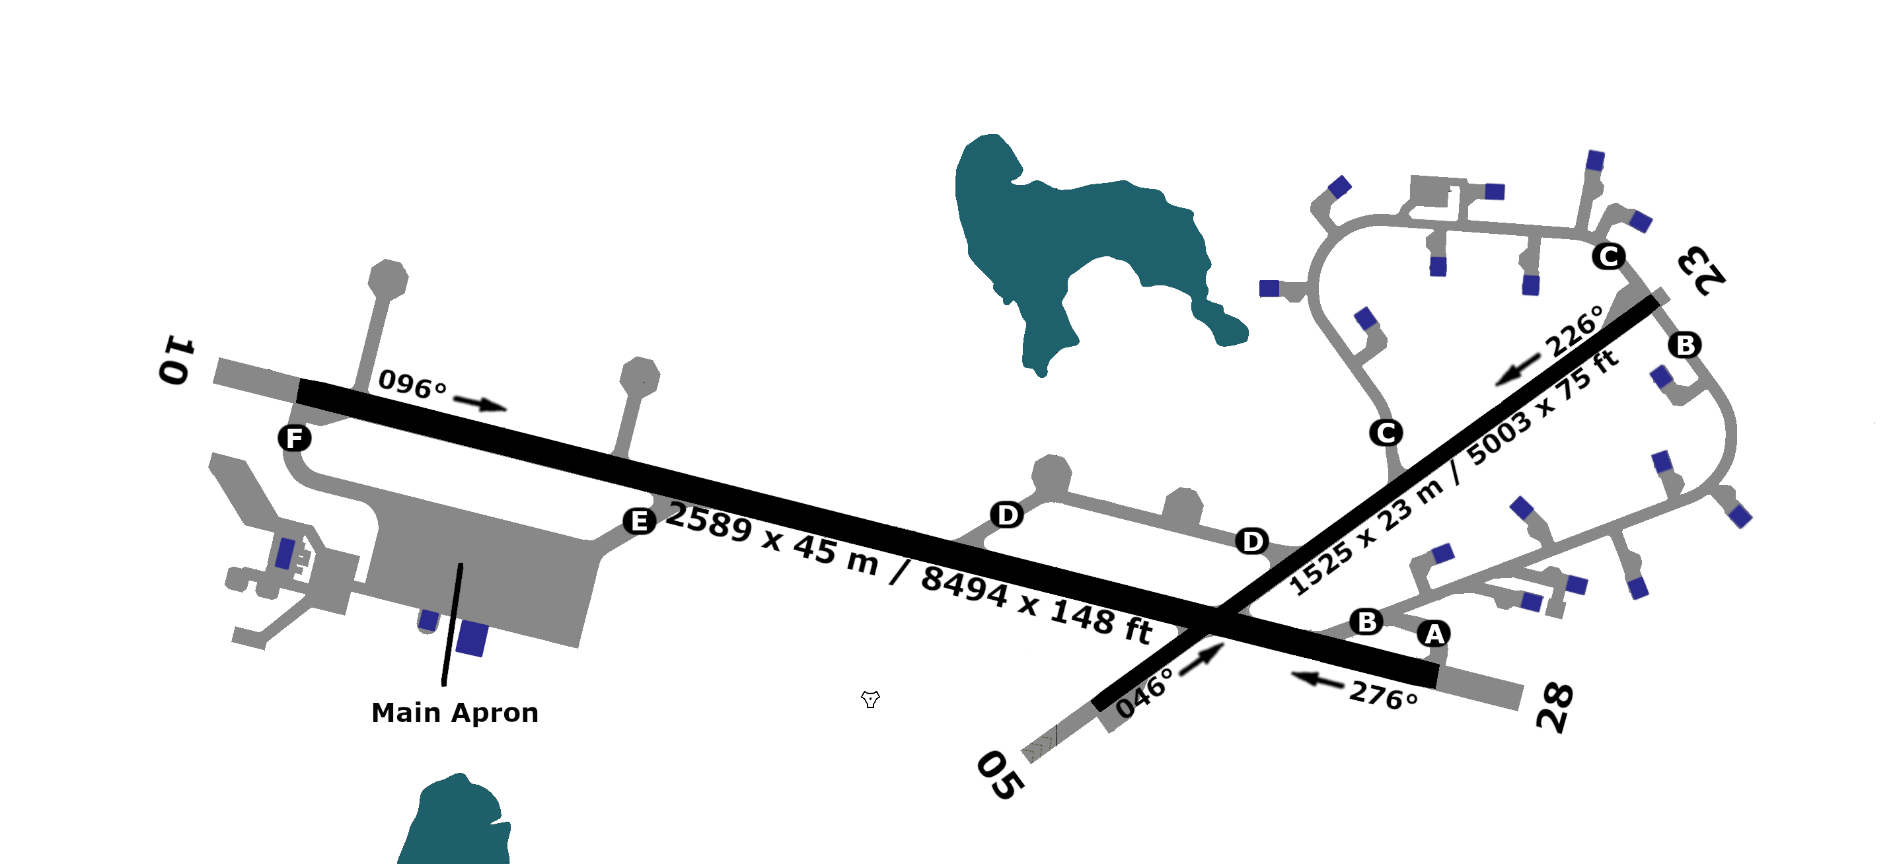 23
C
226°
B
10
096°
1525 x 23 m / 5003 x 75 ft
F
C
E
2589 x 45 m / 8494 x 148 ft
D
D
B
A
046°
276°
28
Main Apron
05